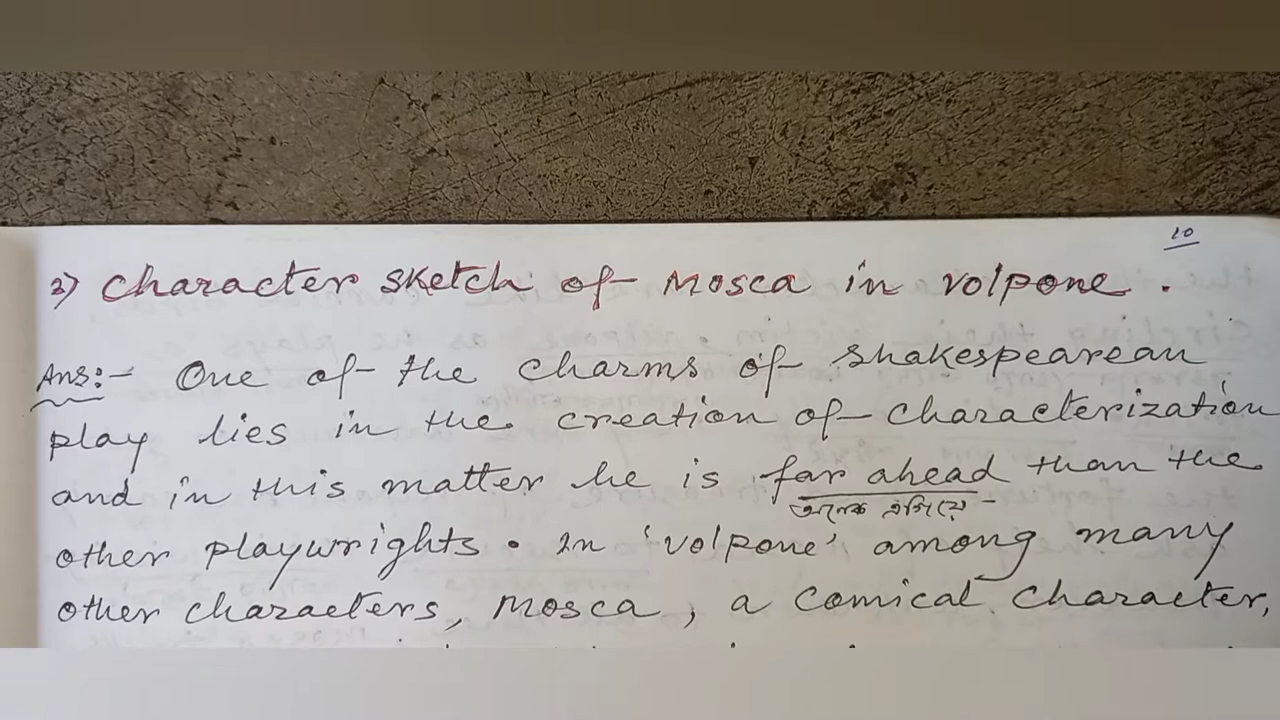 10
3) Character sketch of Mosca in Volpone.
Ans:- One of the charms of Shakespearean
play lies in the creation of characterization
and in this matter he is far ahead than the
অনেক এগিয়ে
other playwrights. In 'Volpone' among many
other characters, Mosca, a comical character,